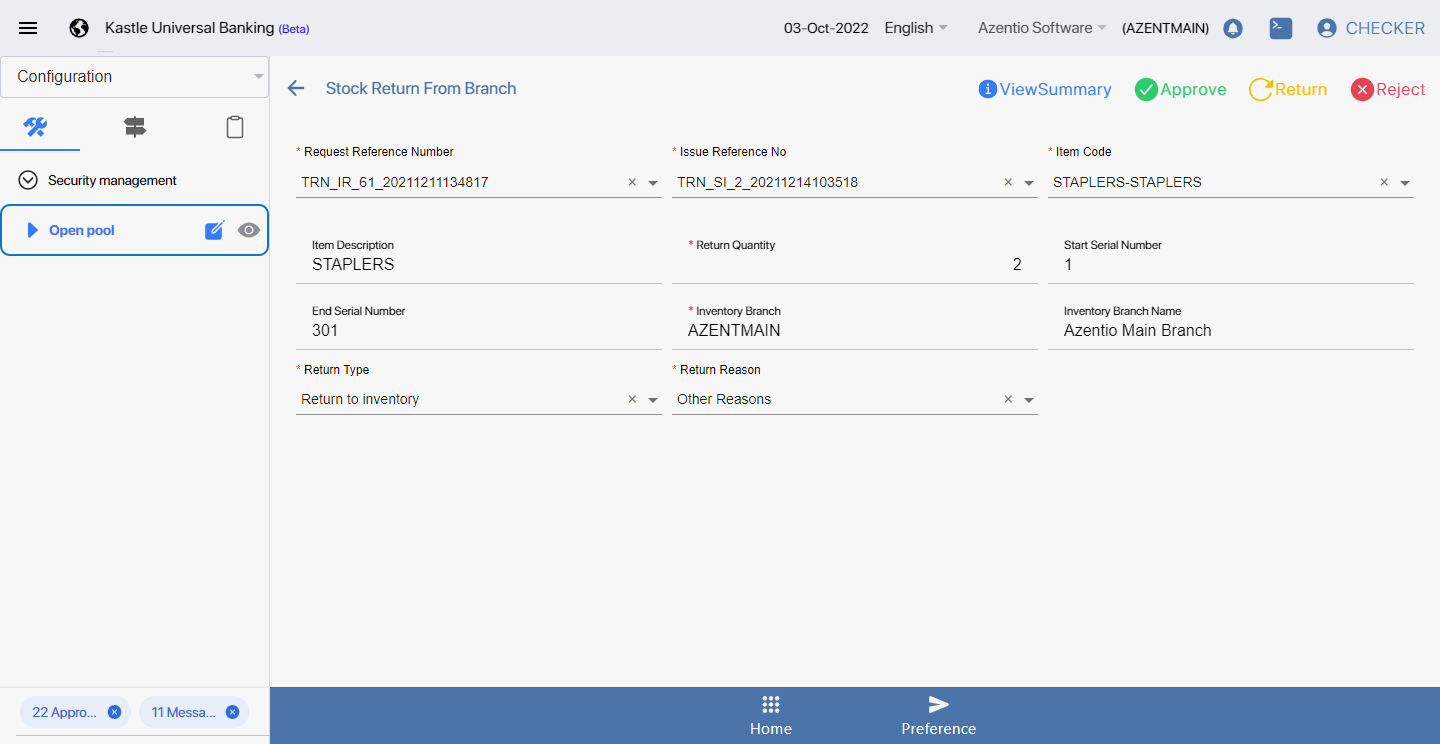 Kastle Universal Banking (Beta)
03-Oct-2022 English Azentio Software (AZENTMAIN) CHECKER
Configuration
Stock Return From Branch
ViewSummary Approve Return Reject
Security management
Open pool
* Request Reference Number * Issue Reference No * Item Code
TRN_IR_61_20211211134817 TRN_SI_2_20211214103518 STAPLERS-STAPLERS
Item Description * Return Quantity Start Serial Number
STAPLERS 2 1
End Serial Number * Inventory Branch Inventory Branch Name
301 AZENTMAIN Azentio Main Branch
* Return Type * Return Reason
Return to inventory Other Reasons
22 Appro... 11 Messa...
Home Preference